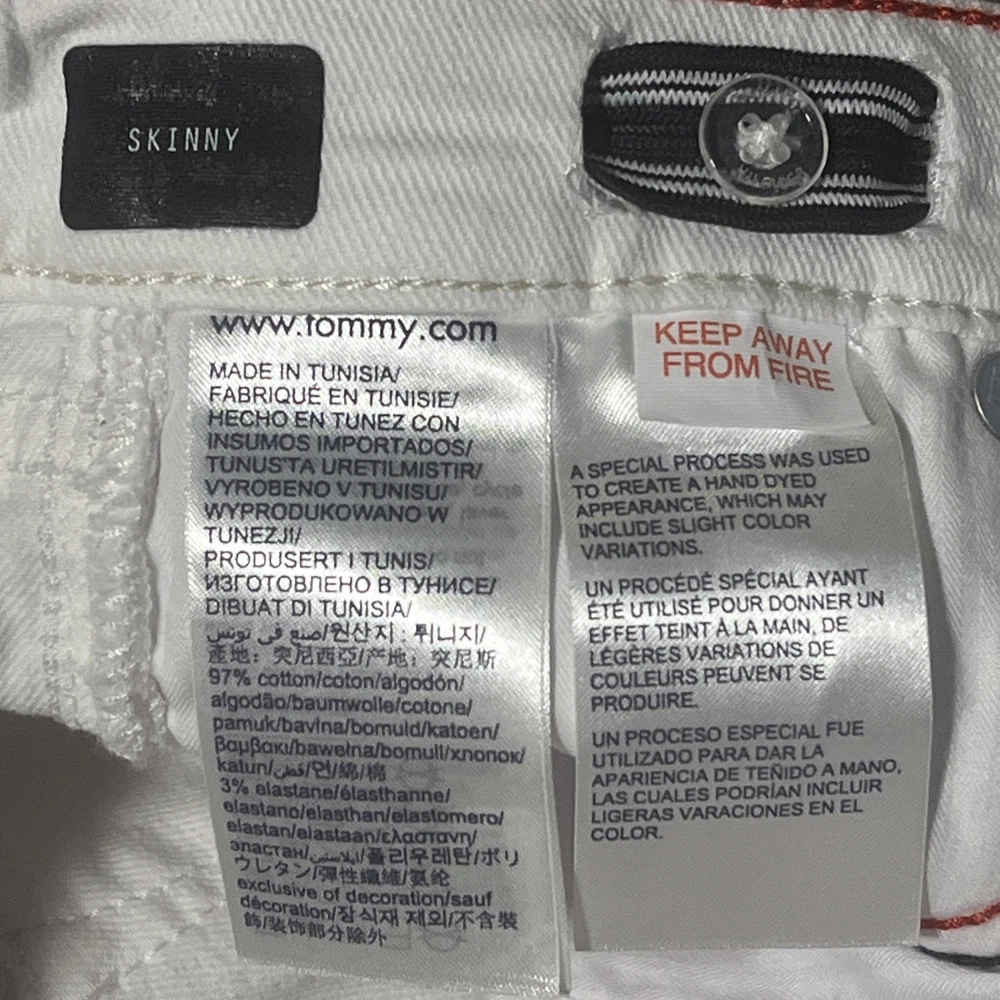 SKINNY
www.tommy.com
MADE IN TUNISIA/
FABRIQUÉ EN TUNISIE/
HECHO EN TUNEZ CON
INSUMOS IMPORTADOS/
TUNUS'TA URETILMISTIR/
VYROBENO V TUNISU/
WYPRODUKOWANO W
TUNEZJI/
PRODUSERT I TUNIS/
ИЗГОТОВЛЕНО В ТУНИСЕ/
DIBUAT DI TUNISIA/
صنع في تونس/원산지 : 튀니지/
產地：突尼西亞/产地：突尼斯
97% cotton/coton/algodón/
algodão/baumwolle/cotone/
pamuk/bavlna/bomuld/katoen/
βαμβακι/bawełna/bomull/хлопок/
katun/قطن/면/綿/棉
3% elastane/élasthanne/
elastano/elasthan/elastomero/
elastan/elastaan/ελαστανη/
эластан/ايلاستين/폴리우레탄/ポリ
ウレタン/彈性纖維/氨纶
exclusive of decoration/sauf
décoration/장식재 제외/不含裝
飾/装饰部分除外
KEEP AWAY
FROM FIRE
A SPECIAL PROCESS WAS USED
TO CREATE A HAND DYED
APPEARANCE, WHICH MAY
INCLUDE SLIGHT COLOR
VARIATIONS.
UN PROCÉDÉ SPÉCIAL AYANT
ÉTÉ UTILISÉ POUR DONNER UN
EFFET TEINT À LA MAIN, DE
LÉGÈRES VARIATIONS DE
COULEURS PEUVENT SE
PRODUIRE.
UN PROCESO ESPECIAL FUE
UTILIZADO PARA DAR LA
APARIENCIA DE TEÑIDO A MANO,
LAS CUALES PODRÍAN INCLUIR
LIGERAS VARIACIONES EN EL
COLOR.